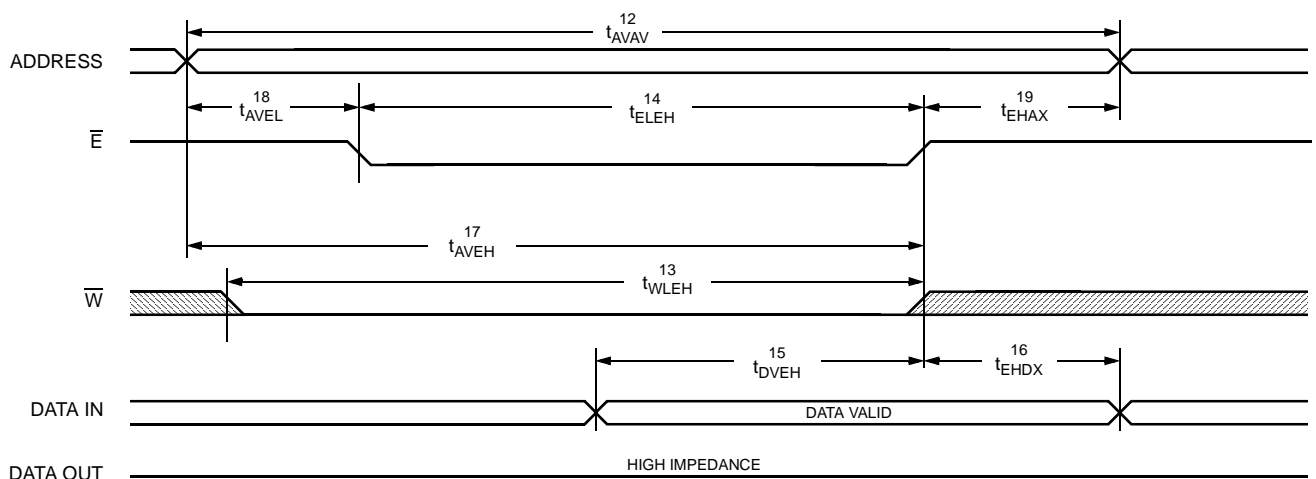 12
tAVAV
ADDRESS
18
tAVEL
14
tELEH
19
tEHAX
E
17
tAVEH
13
tWLEH
W
15
tDVEH
16
tEHDX
DATA IN
DATA VALID
DATA OUT
HIGH IMPEDANCE